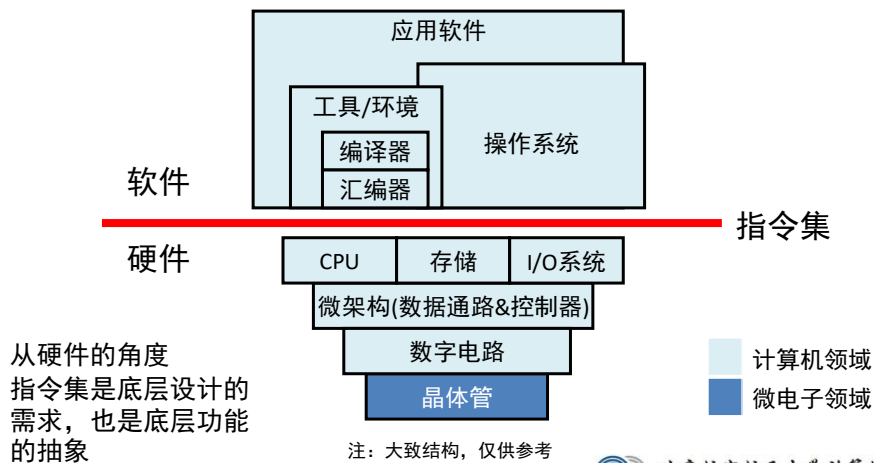 应用软件
工具/环境
编译器
操作系统
汇编器
软件
指令集
硬件
CPU
存储
I/O系统
微架构(数据通路&控制器)
数字电路
晶体管
从硬件的角度
指令集是底层设计的
需求，也是底层功能
的抽象
计算机领域
微电子领域
注：大致结构，仅供参考